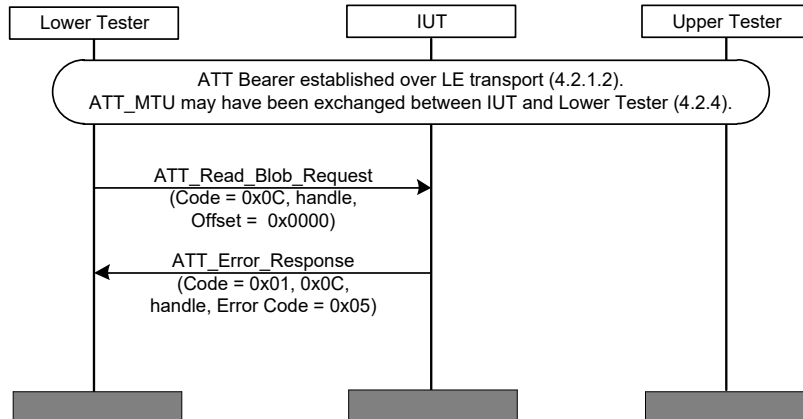 Lower Tester
IUT
Upper Tester
ATT Bearer established over LE transport (4.2.1.2).
ATT_MTU may have been exchanged between IUT and Lower Tester (4.2.4).
ATT_Read_Blob_Request
(Code = 0x0C, handle,
Offset =  0x0000)
ATT_Error_Response
(Code = 0x01, 0x0C,
handle, Error Code = 0x05)